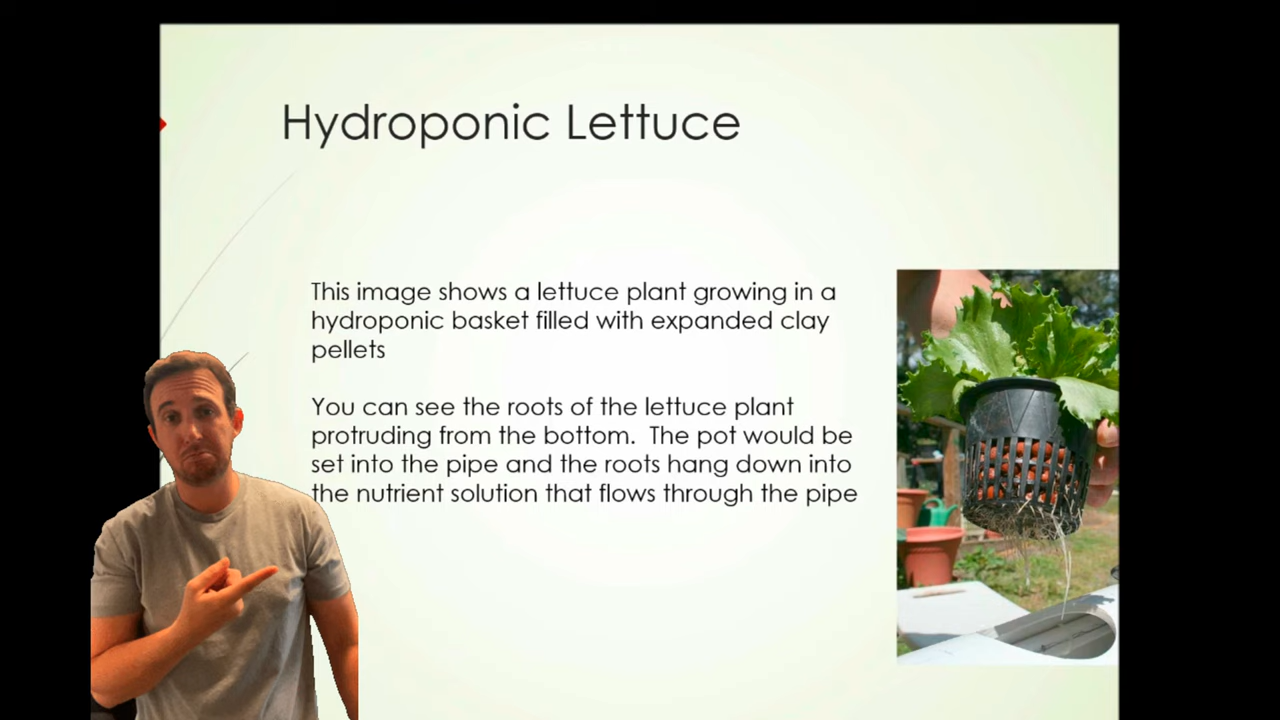 Hydroponic Lettuce
This image shows a lettuce plant growing in a
hydroponic basket filled with expanded clay
pellets
You can see the roots of the lettuce plant
protruding from the bottom.  The pot would be
set into the pipe and the roots hang down into
the nutrient solution that flows through the pipe